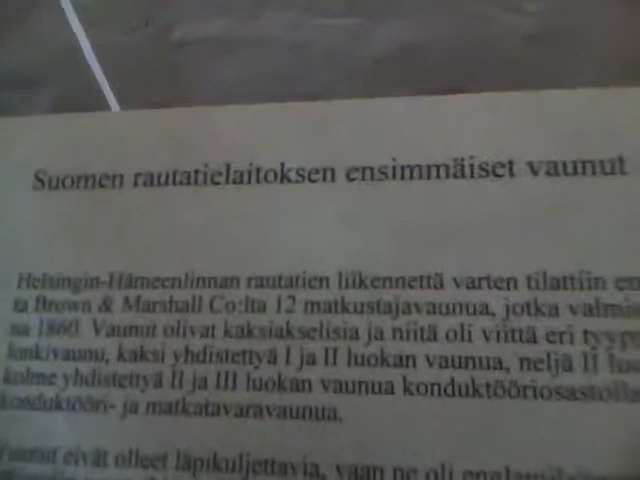 Suomen rautatielaitoksen ensimmäiset vaunut
Helsingin-Hämeenlinnan rautatien liikennettä varten tilattiin
Brown & Marshall Co:lta 12 matkustajavaunua, jotka
1860. Vaunut olivat kaksiakselisia ja niitä oli viittä eri
kaksi yhdistettyä I ja II luokan vaunua, neljä II
kolme yhdistettyä II ja III luokan vaunua konduktööriosastolla
konduktööri- ja matkatavaravaunua.
eivät olleet läpikuljettavia, vaan ne oli